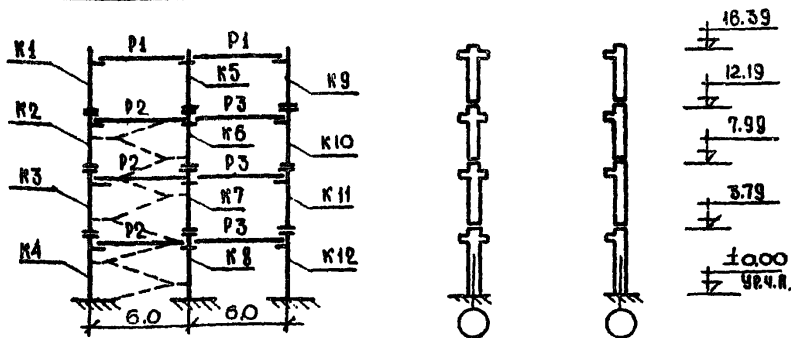 Р1 Р1
К1 К5 К9
К2 Р2 Р3 К6 К10
К3 Р2 Р3 К7 К11
К4 Р2 Р3 К8 К12
6.0 6.0
16.39
12.19
7.99
3.79
±0.00
УР.Ч.П.